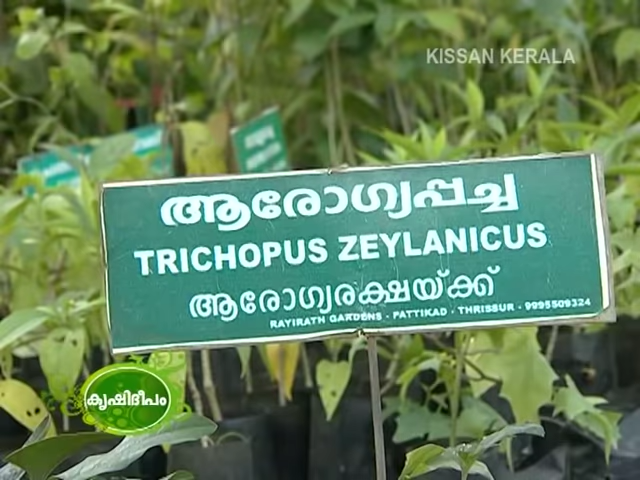 KISSAN KERALA
ആരോഗ്യപ്പച്ച
TRICHOPUS ZEYLANICUS
ആരോഗ്യരക്ഷയ്ക്ക്
RAYIRATH GARDENS - PATTIKAD - THRISSUR - 9995509324
കൃഷിദീപം